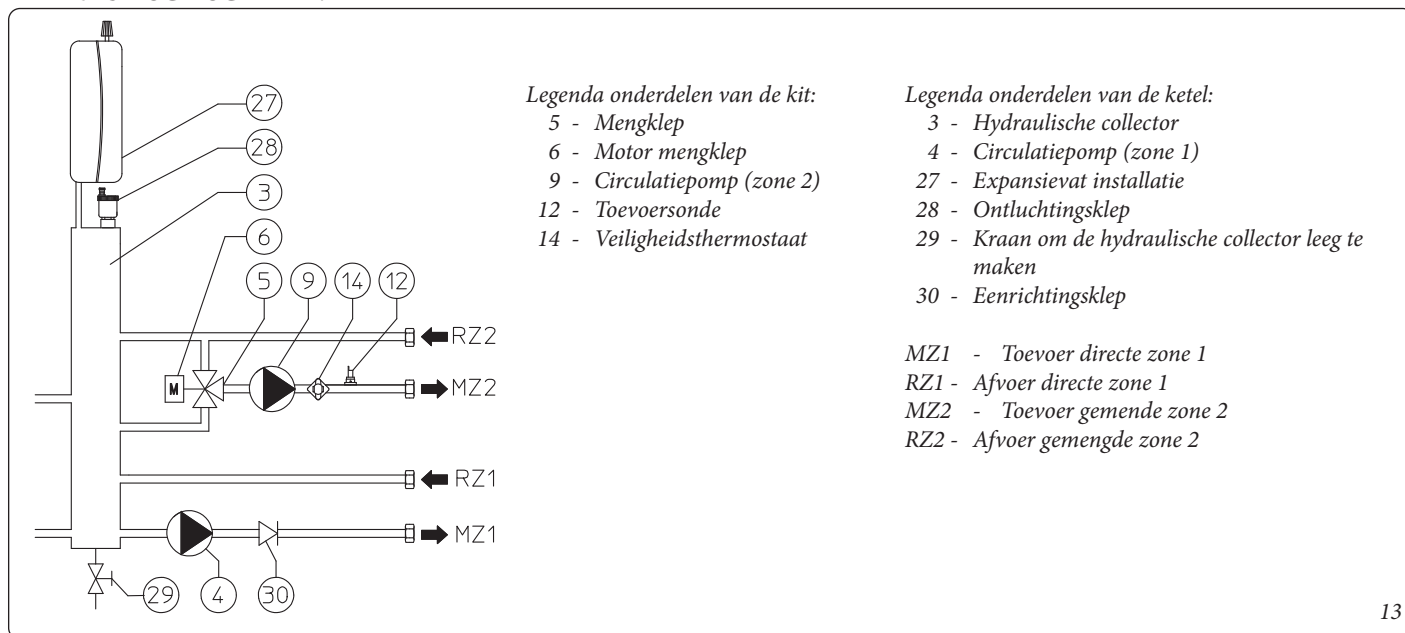 27
28
3
6
M
5
9
14
12
RZ2
MZ2
RZ1
MZ1
29
4
30
Legenda onderdelen van de kit:
5 - Mengklep
6 - Motor mengklep
9 - Circulatiepomp (zone 2)
12 - Toevoersonde
14 - Veiligheidsthermostaat
Legenda onderdelen van de ketel:
3 - Hydraulische collector
4 - Circulatiepomp (zone 1)
27 - Expansievat installatie
28 - Ontluchtingsklep
29 - Kraan om de hydraulische collector leeg te
maken
30 - Eenrichtingsklep
MZ1 - Toevoer directe zone 1
RZ1 - Afvoer directe zone 1
MZ2 - Toevoer gemende zone 2
RZ2 - Afvoer gemengde zone 2
13